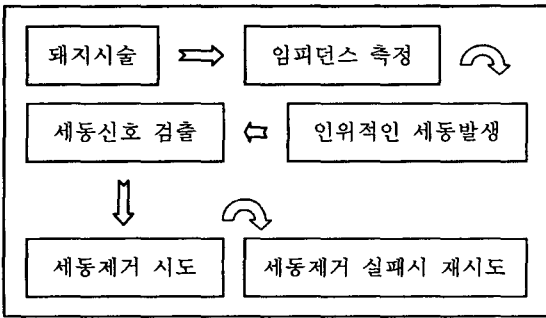 돼지시술
임피던스 측정
세동신호 검출
인위적인 세동발생
세동제거 시도
세동제거 실패시 재시도